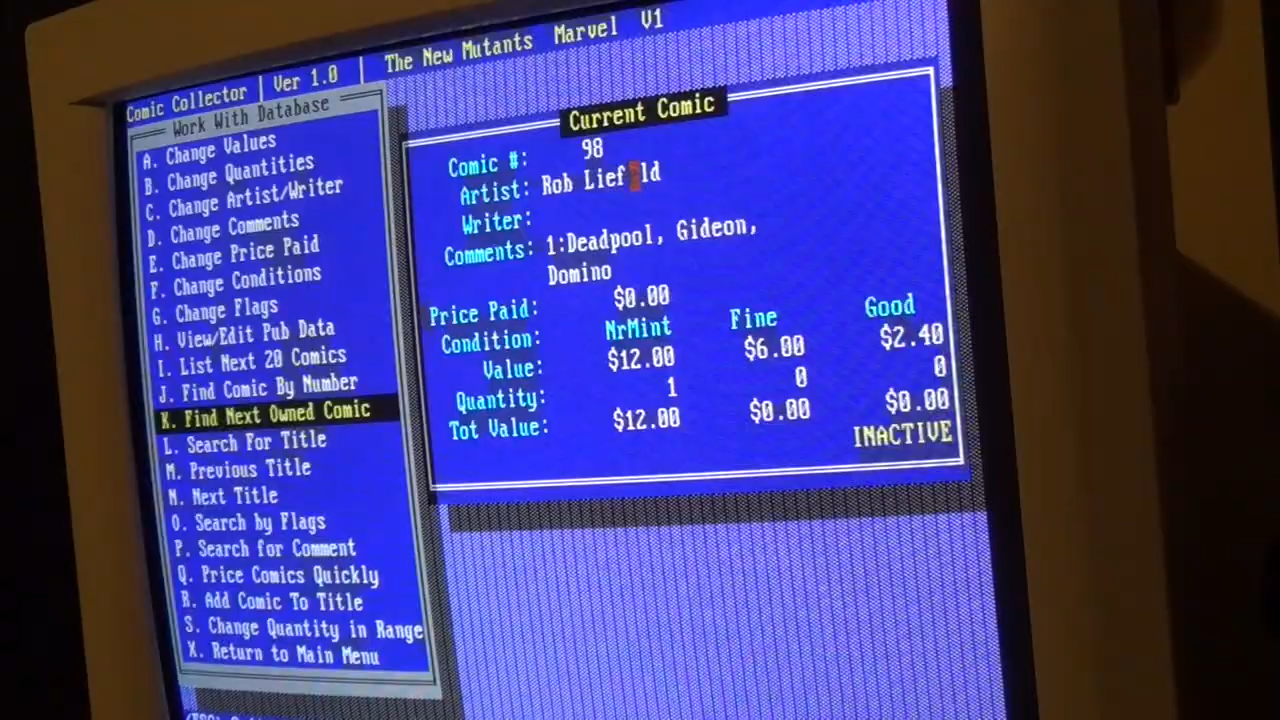 Comic Collector | Ver 1.0 | The New Mutants Marvel V1
Work With Database
A. Change Values
B. Change Quantities
C. Change Artist/Writer
D. Change Comments
E. Change Price Paid
F. Change Conditions
G. Change Flags
H. View/Edit Pub Data
I. List Next 20 Comics
J. Find Comic By Number
K. Find Next Owned Comic
L. Search For Title
M. Previous Title
N. Next Title
O. Search by Flags
P. Search for Comment
Q. Price Comics Quickly
R. Add Comic To Title
S. Change Quantity in Range
X. Return to Main Menu
Current Comic
Comic #: 98
Artist: Rob Liefeld
Writer:
Comments: 1:Deadpool, Gideon,
Domino
Price Paid: $0.00
Condition: NrMint Fine Good
Value: $12.00 $6.00 $2.40
Quantity: 1 0 0
Tot Value: $12.00 $0.00 $0.00
INACTIVE